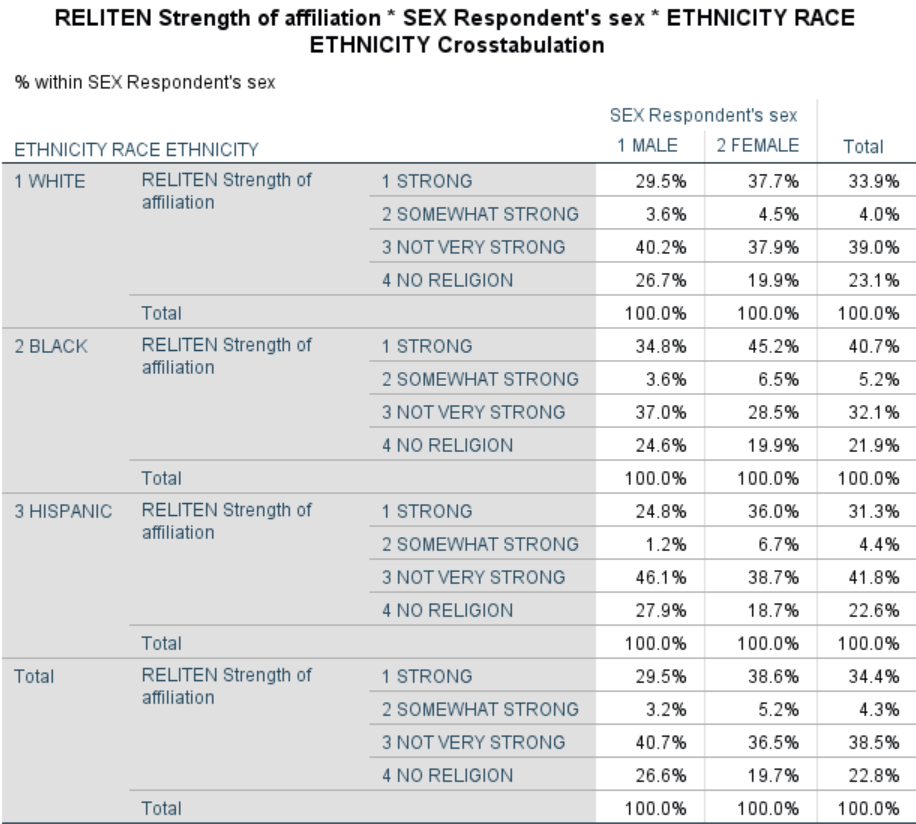 RELITEN Strength of affiliation * SEX Respondent's sex * ETHNICITY RACE
ETHNICITY Crosstabulation
% within SEX Respondent's sex
SEX Respondent's sex
ETHNICITY RACE ETHNICITY 1 MALE 2 FEMALE Total
1 WHITE RELITEN Strength of affiliation 1 STRONG 29.5% 37.7% 33.9%
2 SOMEWHAT STRONG 3.6% 4.5% 4.0%
3 NOT VERY STRONG 40.2% 37.9% 39.0%
4 NO RELIGION 26.7% 19.9% 23.1%
Total 100.0% 100.0% 100.0%
2 BLACK RELITEN Strength of affiliation 1 STRONG 34.8% 45.2% 40.7%
2 SOMEWHAT STRONG 3.6% 6.5% 5.2%
3 NOT VERY STRONG 37.0% 28.5% 32.1%
4 NO RELIGION 24.6% 19.9% 21.9%
Total 100.0% 100.0% 100.0%
3 HISPANIC RELITEN Strength of affiliation 1 STRONG 24.8% 36.0% 31.3%
2 SOMEWHAT STRONG 1.2% 6.7% 4.4%
3 NOT VERY STRONG 46.1% 38.7% 41.8%
4 NO RELIGION 27.9% 18.7% 22.6%
Total 100.0% 100.0% 100.0%
Total RELITEN Strength of affiliation 1 STRONG 29.5% 38.6% 34.4%
2 SOMEWHAT STRONG 3.2% 5.2% 4.3%
3 NOT VERY STRONG 40.7% 36.5% 38.5%
4 NO RELIGION 26.6% 19.7% 22.8%
Total 100.0% 100.0% 100.0%